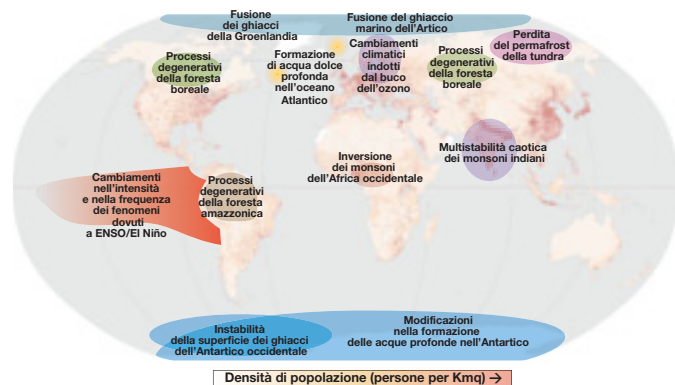 Fusione
dei ghiacci
della Groenlandia
Fusione del ghiaccio
marino dell'Artico
Perdita
del permafrost
della tundra
Processi
degenerativi
della foresta
boreale
Formazione
di acqua dolce
profonda
nell'oceano
Atlantico
Cambiamenti
climatici
indotti
dal buco
dell'ozono
Processi
degenerativi
della foresta
boreale
Multistabilità caotica
dei monsoni indiani
Inversione
dei monsoni
dell'Africa occidentale
Cambiamenti
nell'intensità
e nella frequenza
dei fenomeni
dovuti
a ENSO/El Niño
Processi
degenerativi
della foresta
amazzonica
Instabilità
della superficie dei ghiacci
dell'Antartico occidentale
Modificazioni
nella formazione
delle acque profonde nell'Antartico
Densità di popolazione (persone per Kmq) →